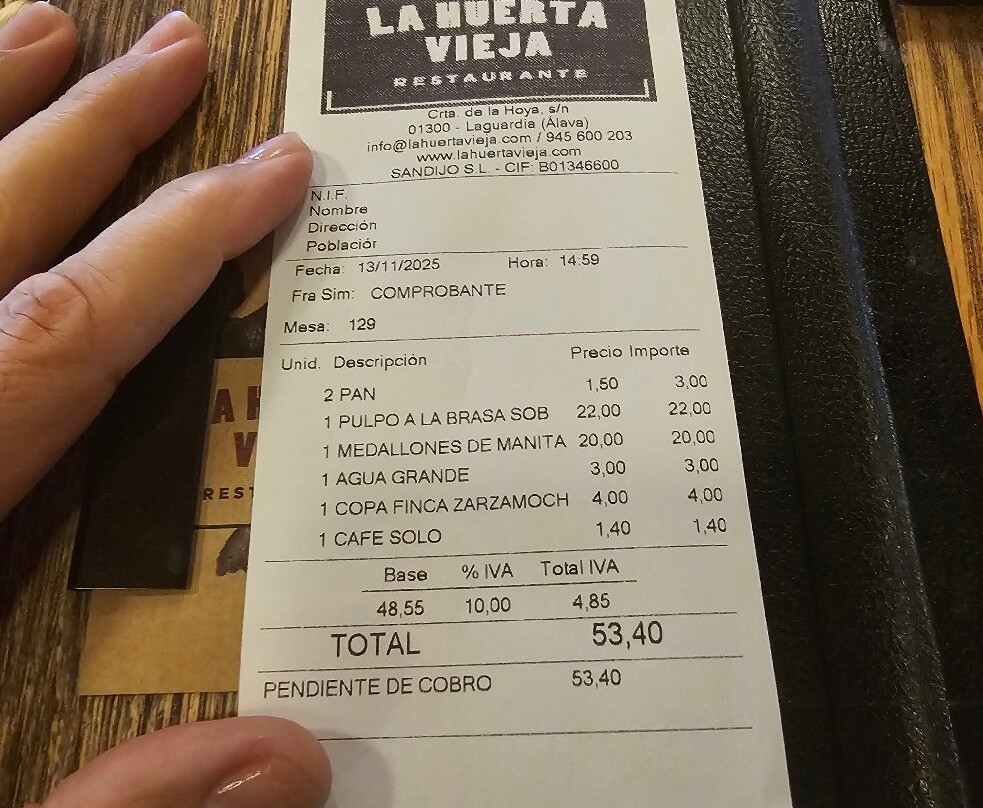 LA HUERTA
VIEJA
RESTAURANTE
Crta. de la Hoya, s/n
01300 - Laguardia (Álava)
info@lahuertavieja.com / 945 600 203
www.lahuertavieja.com
SANDIJO S.L. - CIF: B01346600
N.I.F.
Nombre
Dirección
Població
Fecha: 13/11/2025 Hora: 14:59
Fra Sim: COMPROBANTE
Mesa: 129
Unid. Descripción Precio Importe
2 PAN 1,50 3,00
1 PULPO A LA BRASA SOB 22,00 22,00
1 MEDALLONES DE MANITA 20,00 20,00
1 AGUA GRANDE 3,00 3,00
1 COPA FINCA ZARZAMOCH 4,00 4,00
1 CAFE SOLO 1,40 1,40
Base % IVA Total IVA
48,55 10,00 4,85
TOTAL 53,40
PENDIENTE DE COBRO 53,40
A H
V
REST